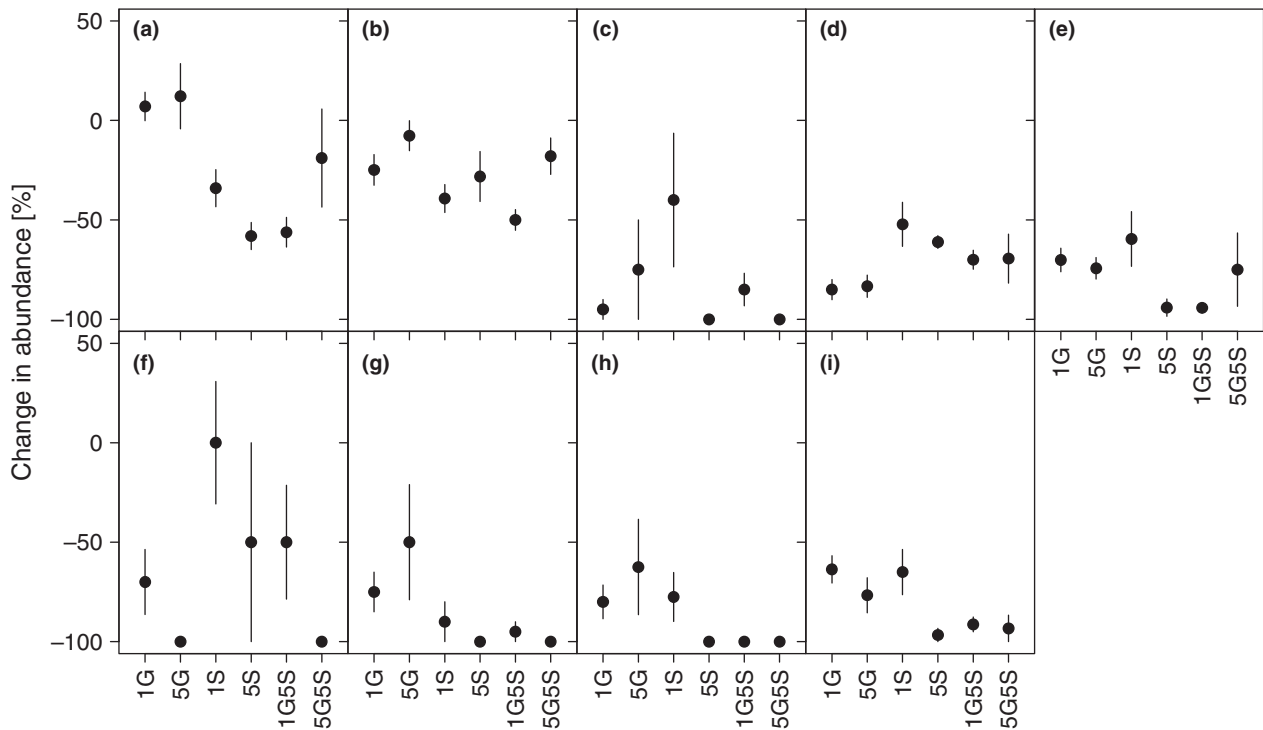 Change in abundance [%]
50
0
−50
−100
(a)
(b)
(c)
(d)
(e)
1G
5G
1S
5S
1G5S
5G5S
50
0
−50
−100
(f)
(g)
(h)
(i)
1G
5G
1S
5S
1G5S
5G5S
1G
5G
1S
5S
1G5S
5G5S
1G
5G
1S
5S
1G5S
5G5S
1G
5G
1S
5S
1G5S
5G5S